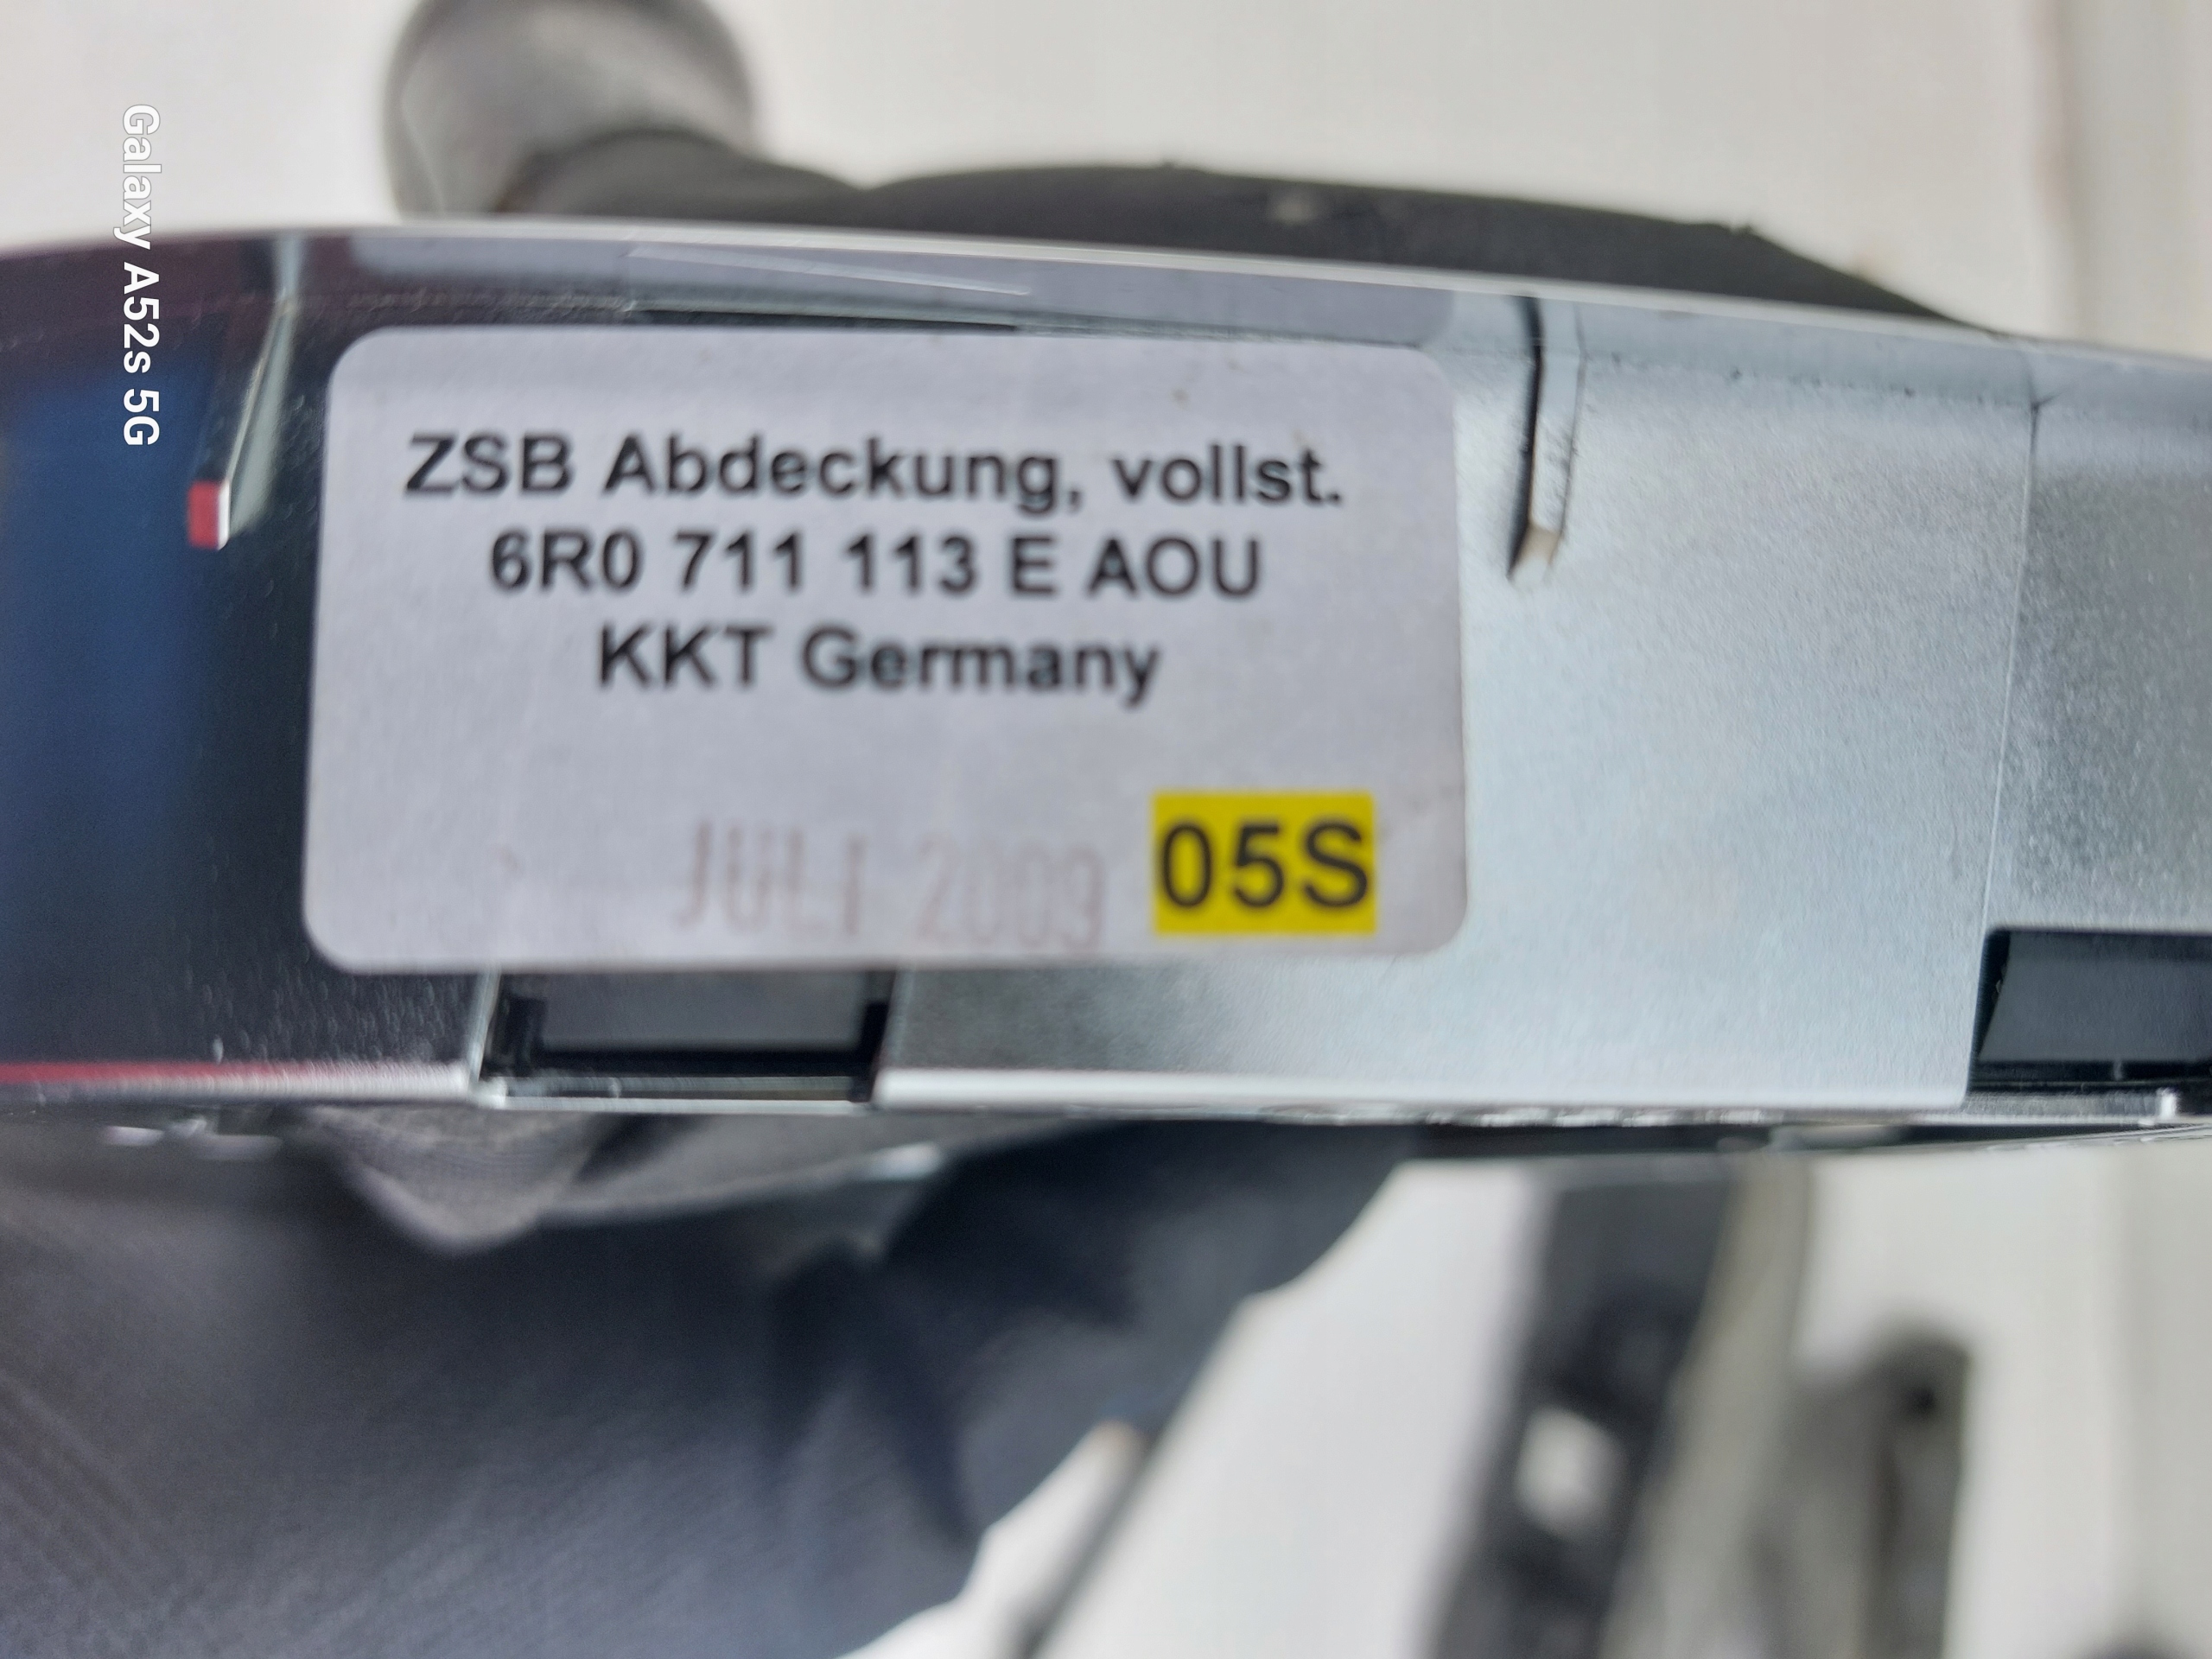 ZSB Abdeckung, vollst.
6R0 711 113 E AOU
KKT Germany
JULI 2009
05S
Galaxy A52s 5G